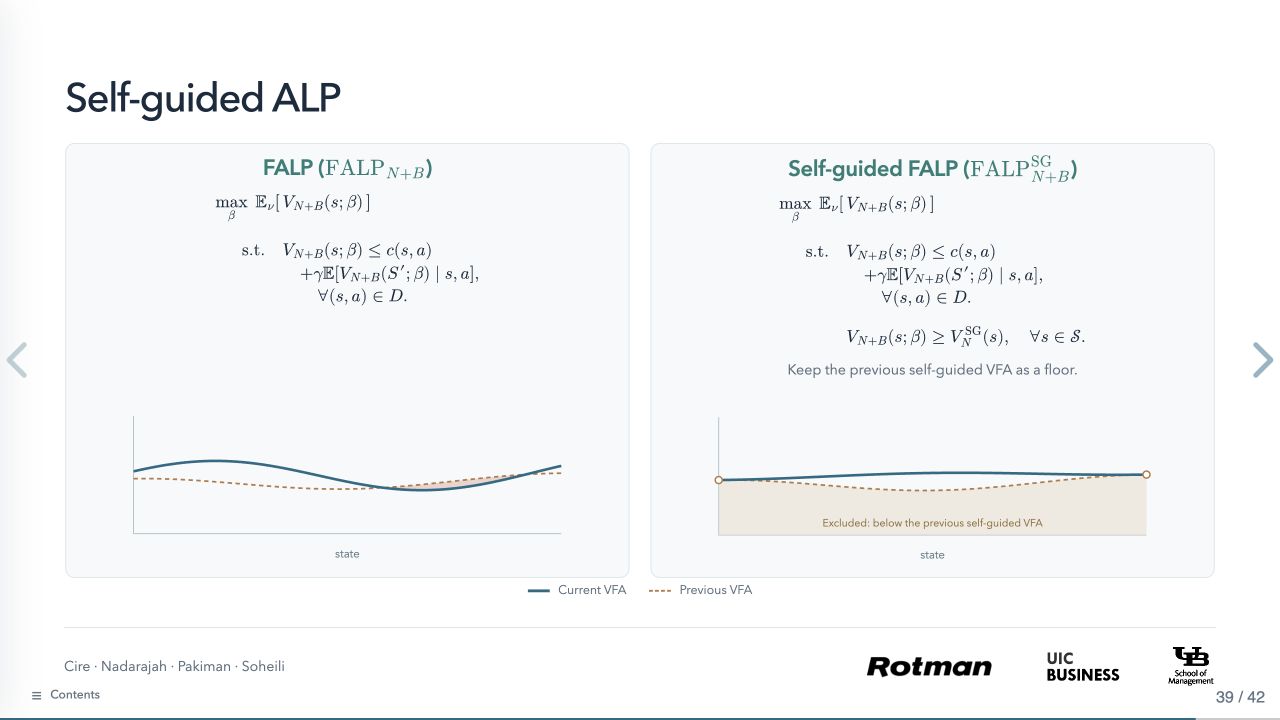 Self-guided ALP
FALP (FALP_{N+B})
max_β 𝔼_ν[ V_{N+B}(s; β) ]
s.t. V_{N+B}(s; β) ≤ c(s, a)
+γ𝔼[V_{N+B}(S′; β) | s, a],
∀(s, a) ∈ D.
state
Self-guided FALP (FALP^{SG}_{N+B})
max_β 𝔼_ν[ V_{N+B}(s; β) ]
s.t. V_{N+B}(s; β) ≤ c(s, a)
+γ𝔼[V_{N+B}(S′; β) | s, a],
∀(s, a) ∈ D.
V_{N+B}(s; β) ≥ V^{SG}_N(s), ∀s ∈ 𝒮.
Keep the previous self-guided VFA as a floor.
Excluded: below the previous self-guided VFA
state
Current VFA
Previous VFA
Cire · Nadarajah · Pakiman · Soheili
Rotman
UIC
BUSINESS
UB
School of
Management
☰ Contents
39 / 42